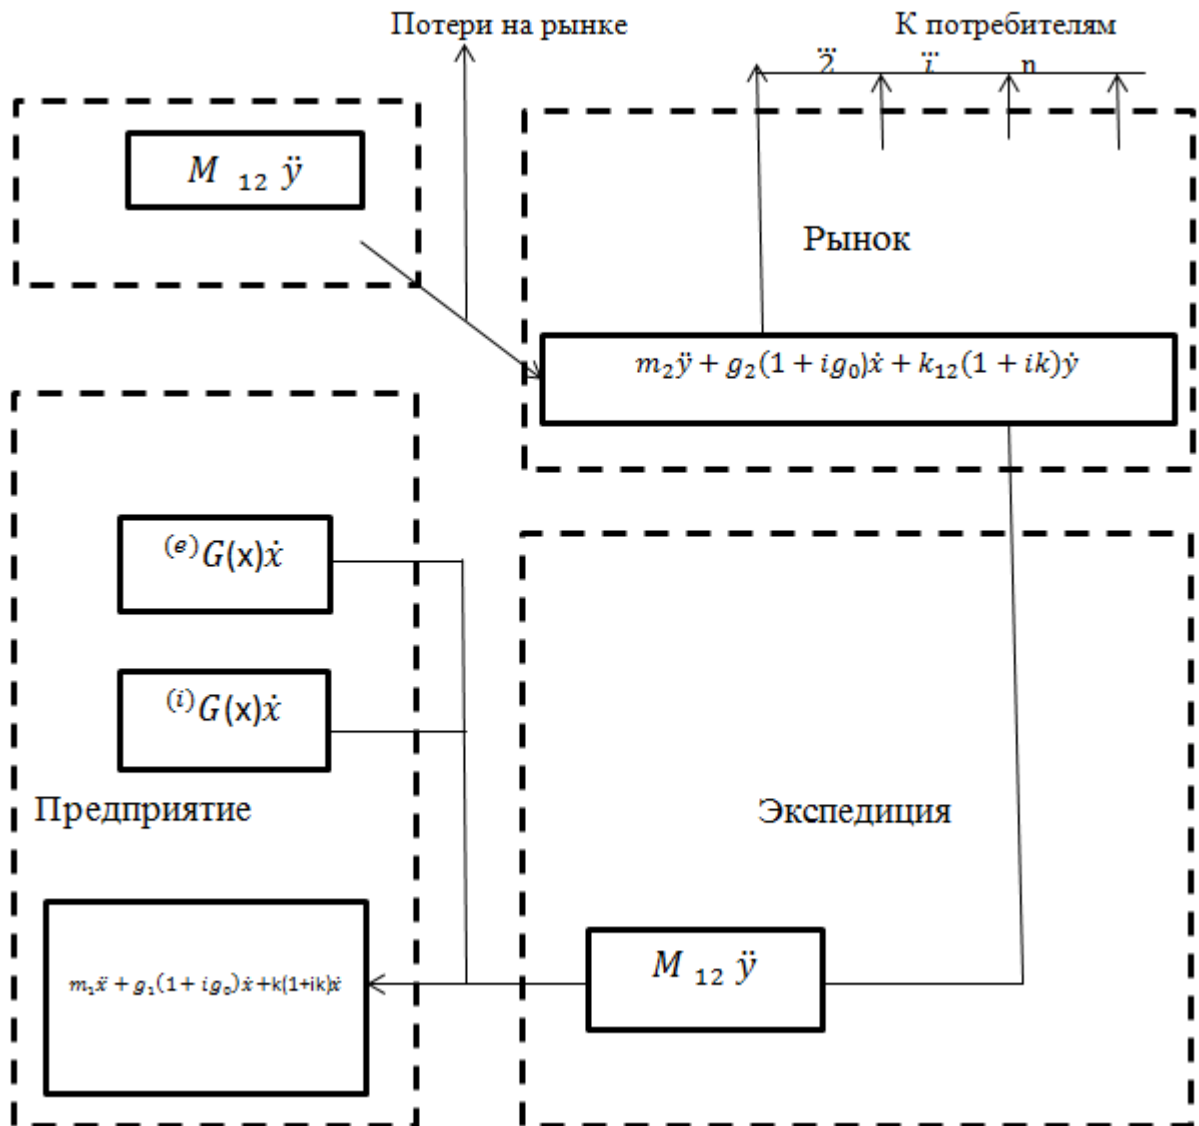 Потери на рынке
К потребителям
2⃛ i⃛ n
M ₁₂ ÿ
Рынок
m₂ÿ + g₂(1 + ig₀)ẋ + k₁₂(1 + ik)ẏ
⁽ᵉ⁾G(x)ẋ
⁽ⁱ⁾G(x)ẋ
Предприятие
Экспедиция
M ₁₂ ÿ
m₁ẍ + g₁(1 + ig₀)ẋ+k(1+ik)ẋ